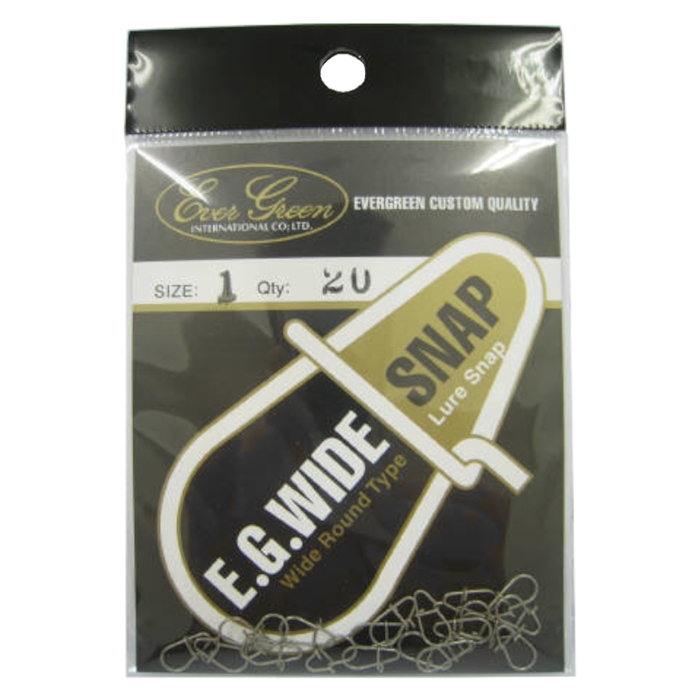 Ever Green
INTERNATIONAL CO; LTD.
EVERGREEN CUSTOM QUALITY
SIZE: 1 Qty: 20
SNAP
Lure Snap
E.G.WIDE
Wide Round Type